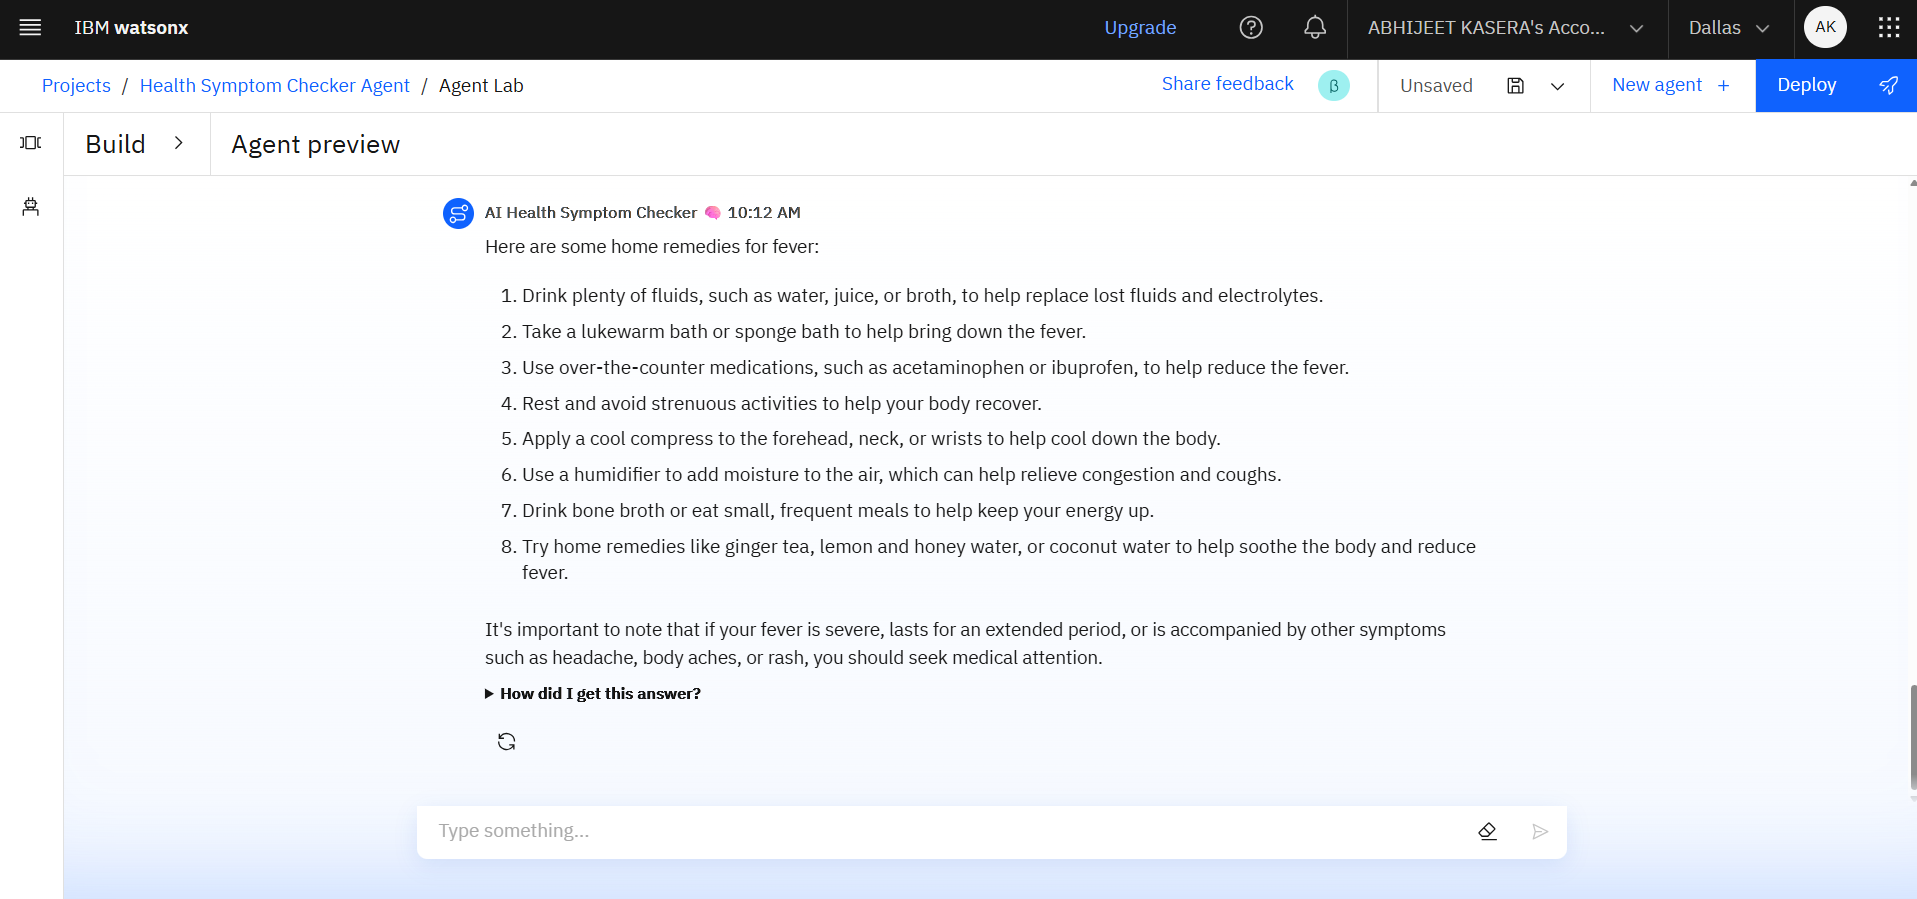 IBM watsonx
Upgrade
ABHIJEET KASERA's Acco...
Dallas
AK
Projects / Health Symptom Checker Agent / Agent Lab
Share feedback
β
Unsaved
New agent +
Deploy
Build
Agent preview
AI Health Symptom Checker 🧠 10:12 AM
Here are some home remedies for fever:
1. Drink plenty of fluids, such as water, juice, or broth, to help replace lost fluids and electrolytes.
2. Take a lukewarm bath or sponge bath to help bring down the fever.
3. Use over-the-counter medications, such as acetaminophen or ibuprofen, to help reduce the fever.
4. Rest and avoid strenuous activities to help your body recover.
5. Apply a cool compress to the forehead, neck, or wrists to help cool down the body.
6. Use a humidifier to add moisture to the air, which can help relieve congestion and coughs.
7. Drink bone broth or eat small, frequent meals to help keep your energy up.
8. Try home remedies like ginger tea, lemon and honey water, or coconut water to help soothe the body and reduce
fever.
It's important to note that if your fever is severe, lasts for an extended period, or is accompanied by other symptoms
such as headache, body aches, or rash, you should seek medical attention.
How did I get this answer?
Type something...